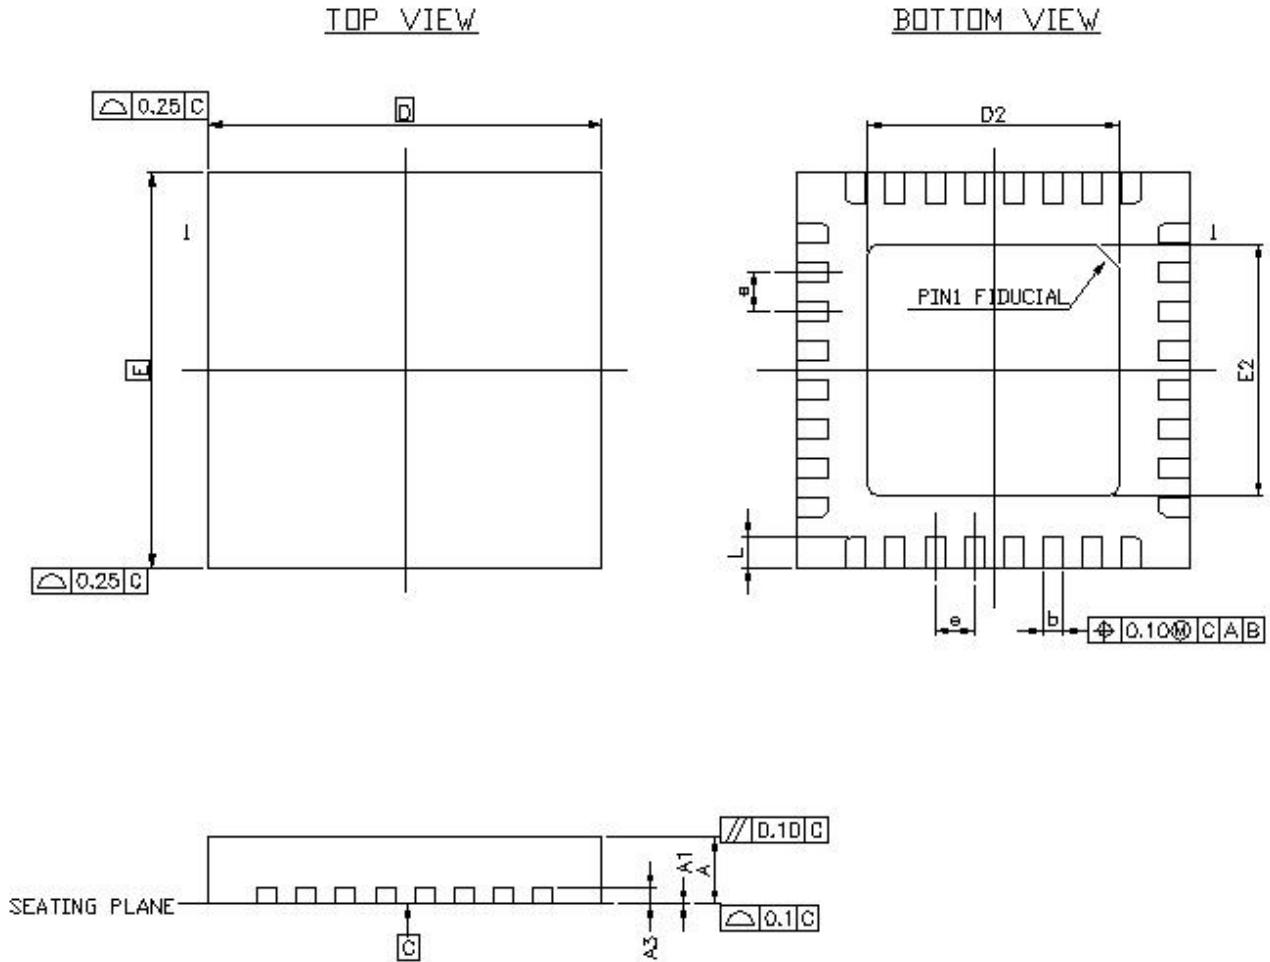 TOP VIEW
BOTTOM VIEW
0.25 C
D
D2
1
1
e
PIN1 FIDUCIAL
E
E2
L
0.25 C
e
b
0.10 Ⓜ C A B
// 0.10 C
A1
A
SEATING PLANE
0.1 C
C
A3